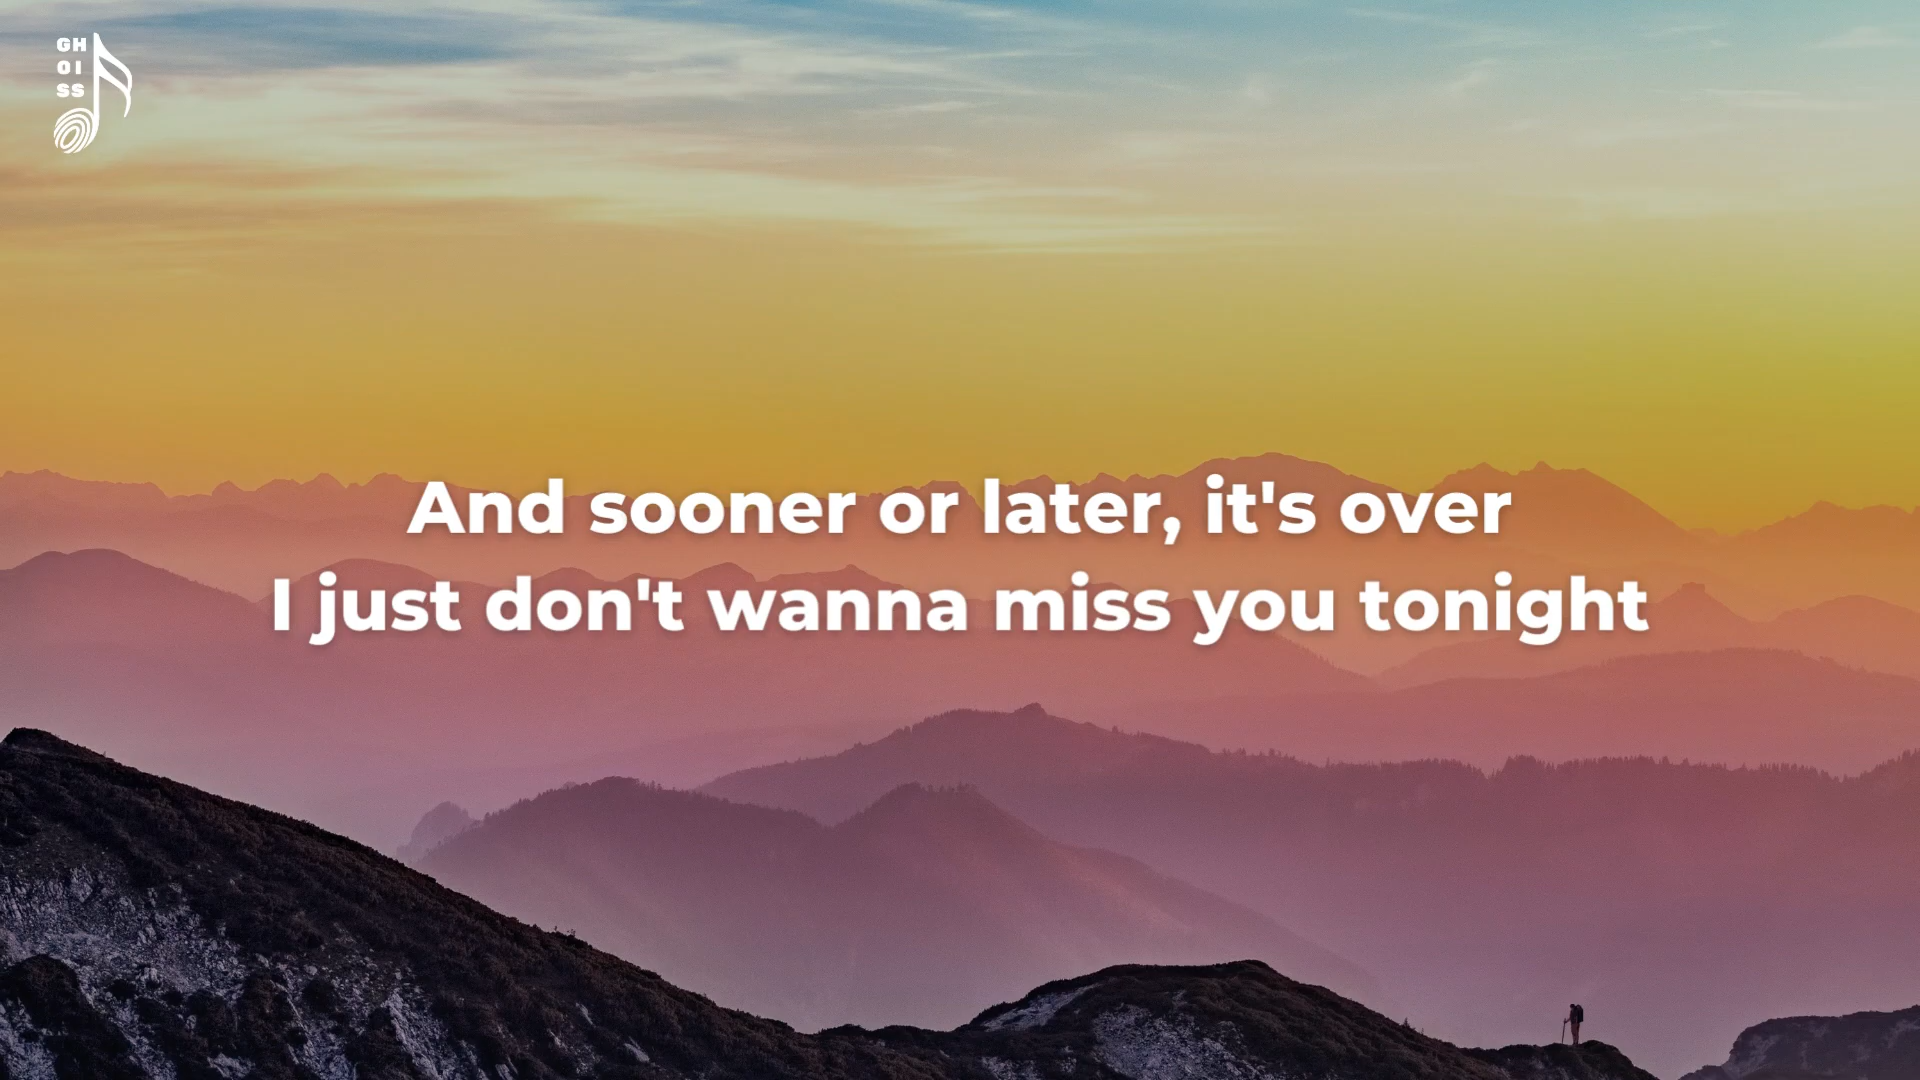 GH
OI
SS
And sooner or later, it's over
I just don't wanna miss you tonight